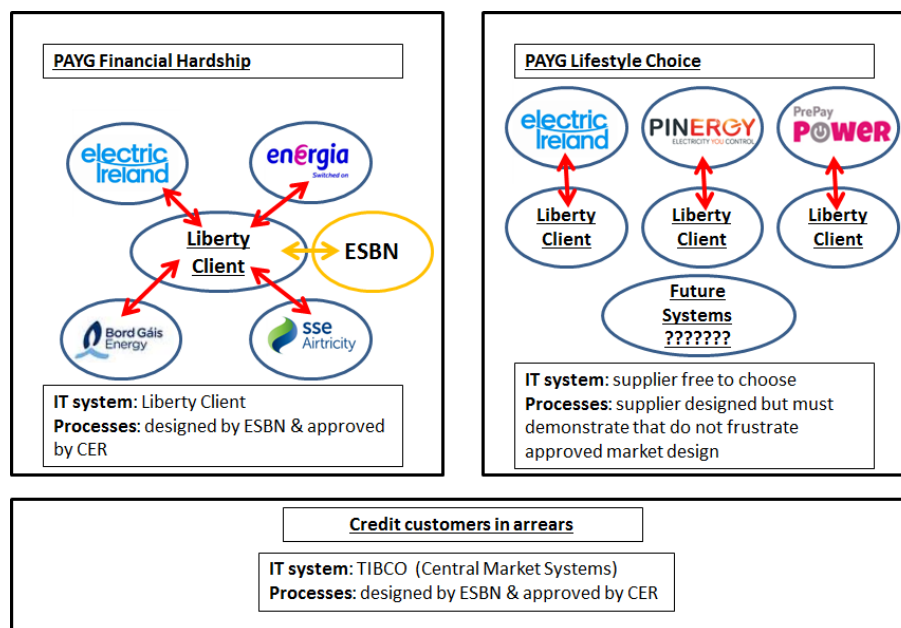 PAYG Financial Hardship
electric
Ireland
energia
Switched on
Liberty
Client
ESBN
Bord Gáis
Energy
sse
Airtricity
IT system: Liberty Client
Processes: designed by ESBN & approved
by CER
PAYG Lifestyle Choice
electric
Ireland
PINERGY
ELECTRICITY YOU CONTROL
PrePay
POWER
Liberty
Client
Liberty
Client
Liberty
Client
Future
Systems
???????
IT system: supplier free to choose
Processes: supplier designed but must
demonstrate that do not frustrate
approved market design
Credit customers in arrears
IT system: TIBCO (Central Market Systems)
Processes: designed by ESBN & approved by CER